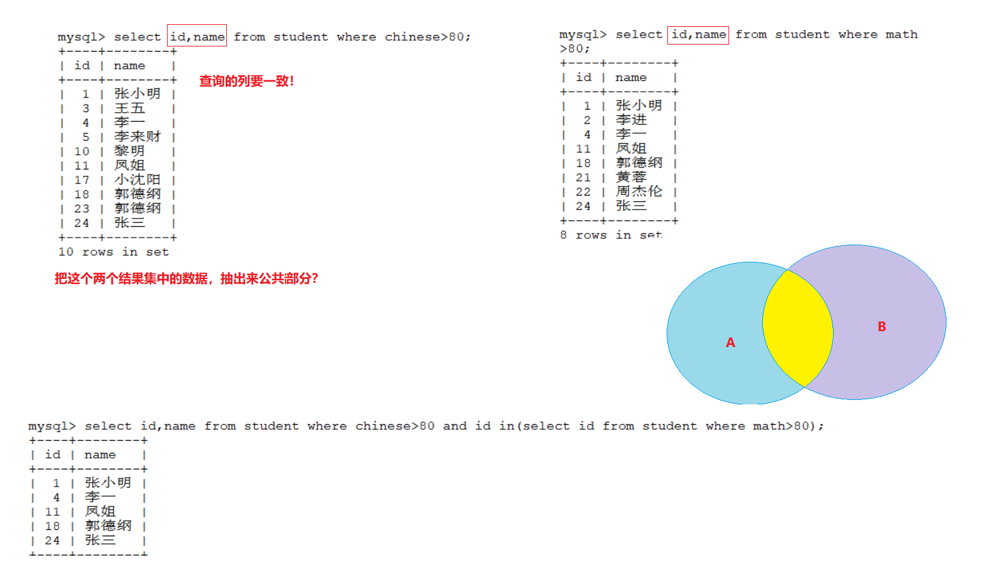 mysql> select id,name from student where chinese>80;
+----+--------+
| id | name   |
+----+--------+
|  1 | 张小明 |
|  3 | 王五   |
|  4 | 李一   |
|  5 | 李来财 |
| 10 | 黎明   |
| 11 | 凤姐   |
| 17 | 小沈阳 |
| 18 | 郭德纲 |
| 23 | 郭德纲 |
| 24 | 张三   |
+----+--------+
10 rows in set
查询的列要一致！
把这个两个结果集中的数据，抽出来公共部分？
mysql> select id,name from student where math
>80;
+----+--------+
| id | name   |
+----+--------+
|  1 | 张小明 |
|  2 | 李进   |
|  4 | 李一   |
| 11 | 凤姐   |
| 18 | 郭德纲 |
| 21 | 黄蓉   |
| 22 | 周杰伦 |
| 24 | 张三   |
+----+--------+
8 rows in set
A
B
mysql> select id,name from student where chinese>80 and id in(select id from student where math>80);
+----+--------+
| id | name   |
+----+--------+
|  1 | 张小明 |
|  4 | 李一   |
| 11 | 凤姐   |
| 18 | 郭德纲 |
| 24 | 张三   |
+----+--------+